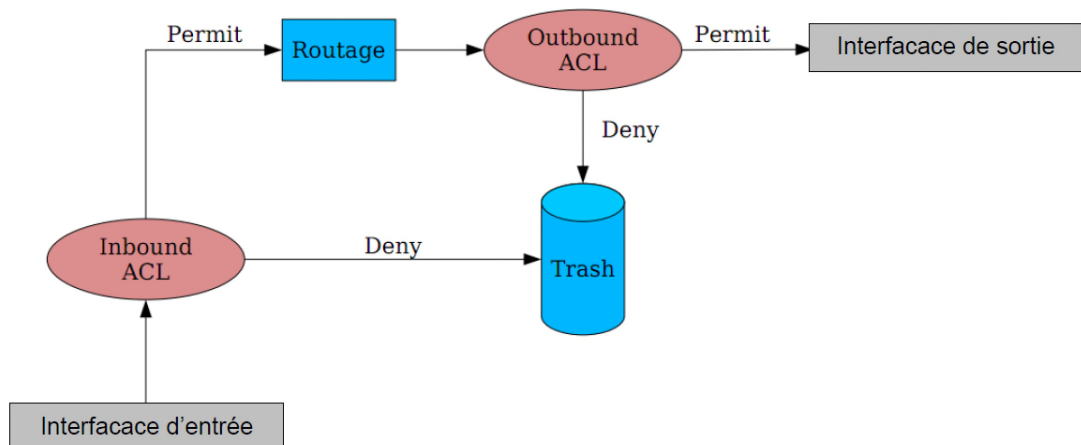 Permit
Routage
Outbound
ACL
Permit
Interfacace de sortie
Deny
Inbound
ACL
Deny
Trash
Interfacace d'entrée